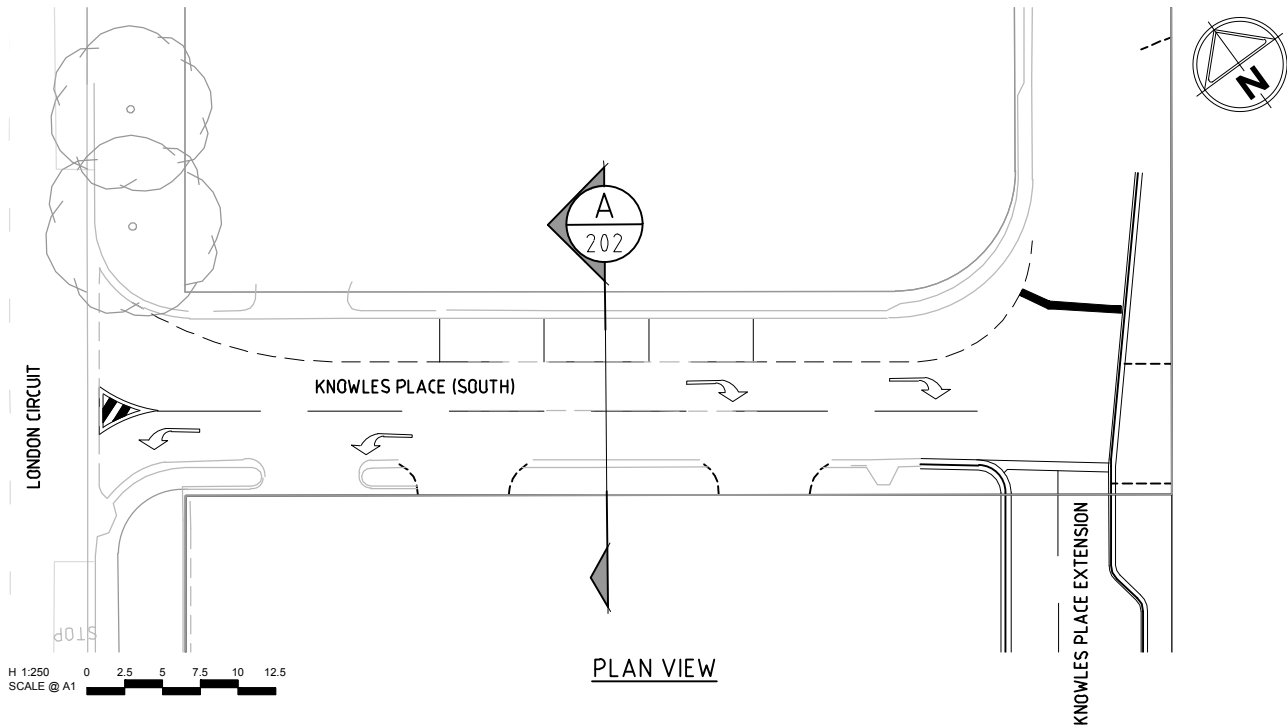 N
A
202
LONDON CIRCUIT
KNOWLES PLACE (SOUTH)
KNOWLES PLACE EXTENSION
STOP
H 1:250 0 2.5 5 7.5 10 12.5
SCALE @ A1
PLAN VIEW